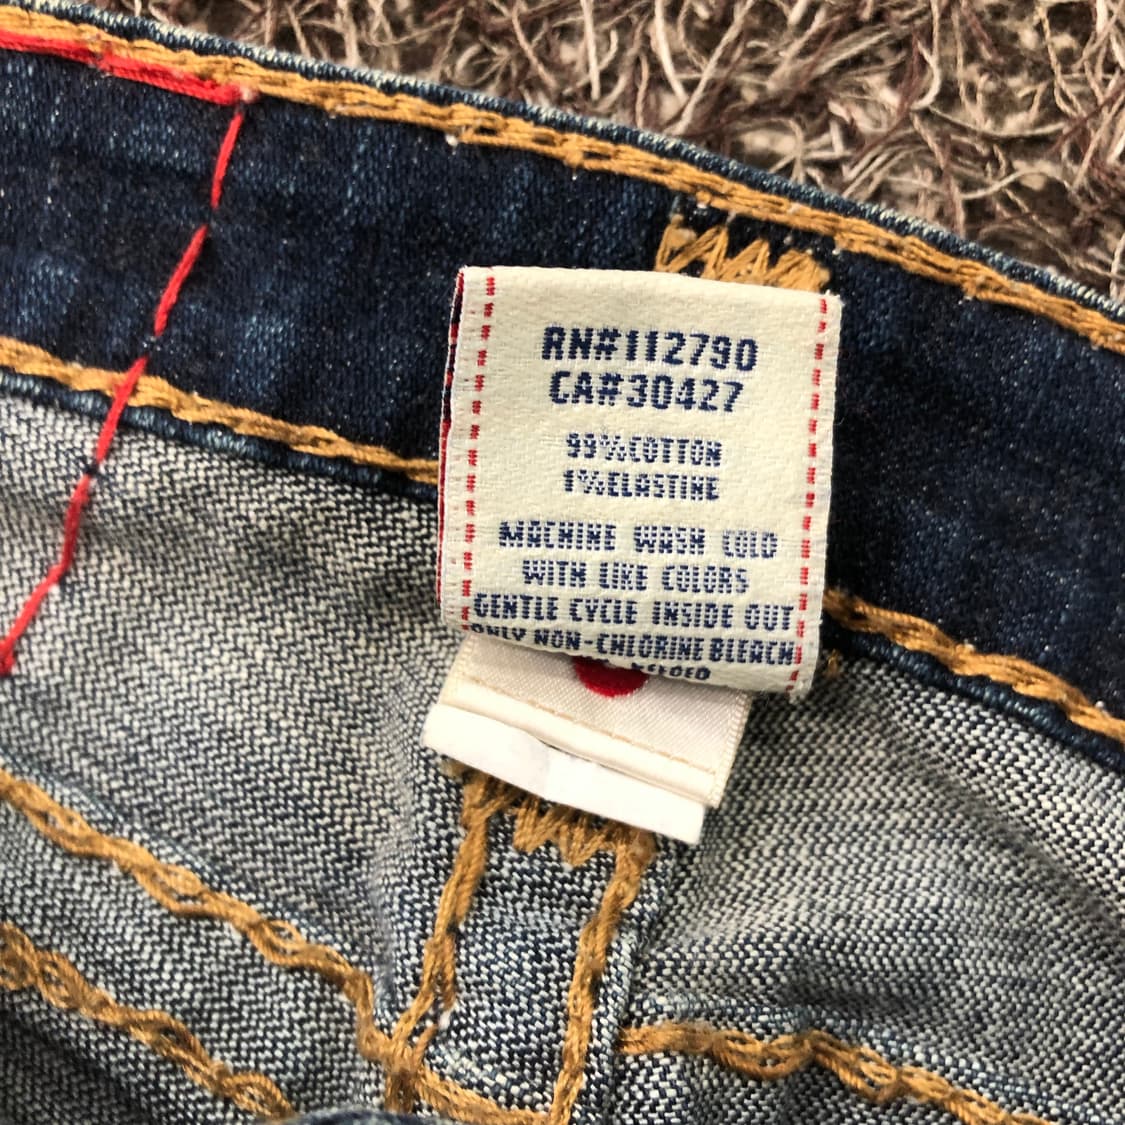 RN#112790
CA#30427
99%COTTON
1%ELASTINE
MACHINE WASH COLD
WITH LIKE COLORS
GENTLE CYCLE INSIDE OUT
ONLY NON-CHLORINE BLEACH
NEEDED